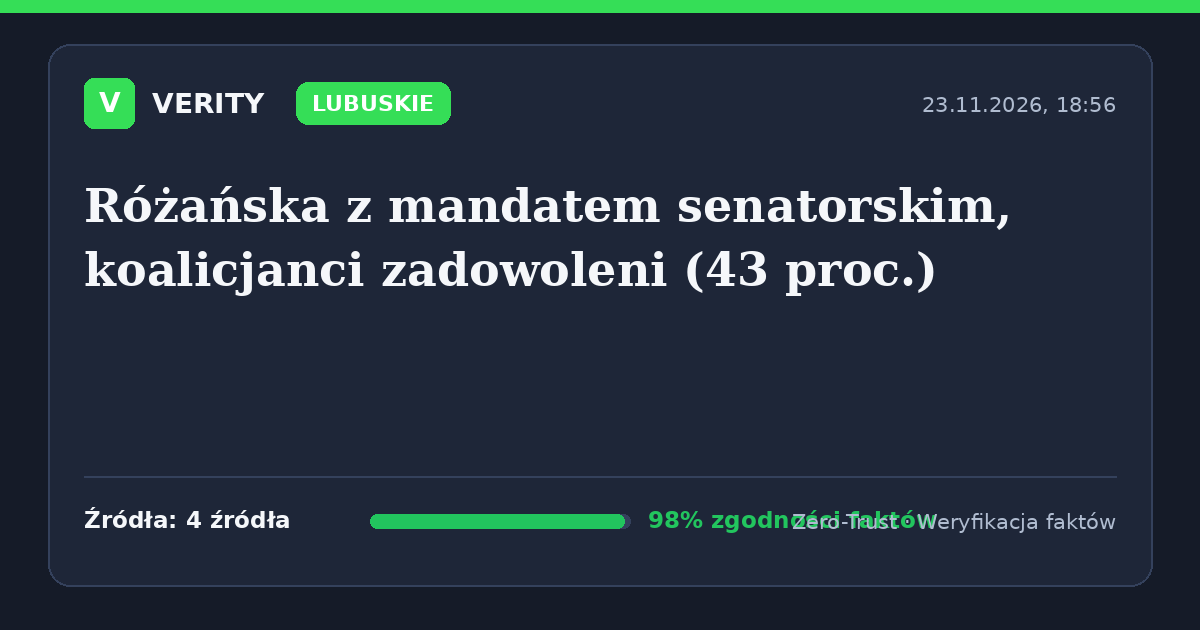 V VERITY LUBUSKIE 23.11.2026, 18:56
Różańska z mandatem senatorskim,
koalicjanci zadowoleni (43 proc.)
Źródła: 4 źródła 98% zgodności faktów Zero-Trust · Weryfikacja faktów